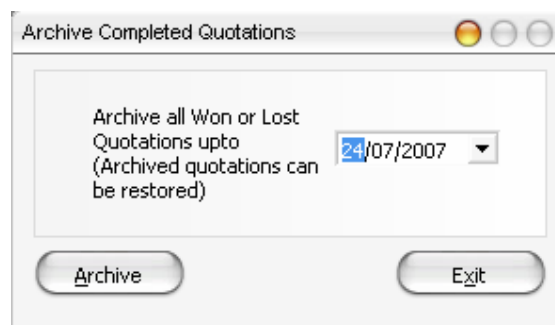 Archive Completed Quotations
Archive all Won or Lost
Quotations upto
(Archived quotations can
be restored)
24/07/2007
Archive
Exit